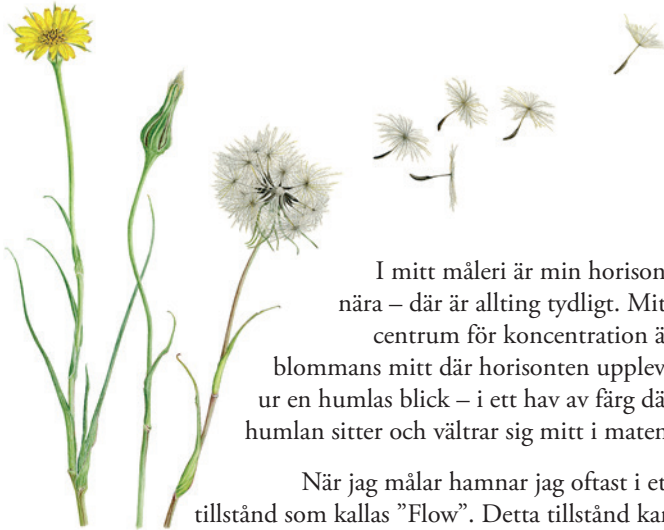 I mitt måleri är min horison
nära – där är allting tydligt. Mit
centrum för koncentration ä
blommans mitt där horisonten upplev
ur en humlas blick – i ett hav av färg dä
humlan sitter och vältrar sig mitt i maten
När jag målar hamnar jag oftast i et
tillstånd som kallas ”Flow”. Detta tillstånd kan